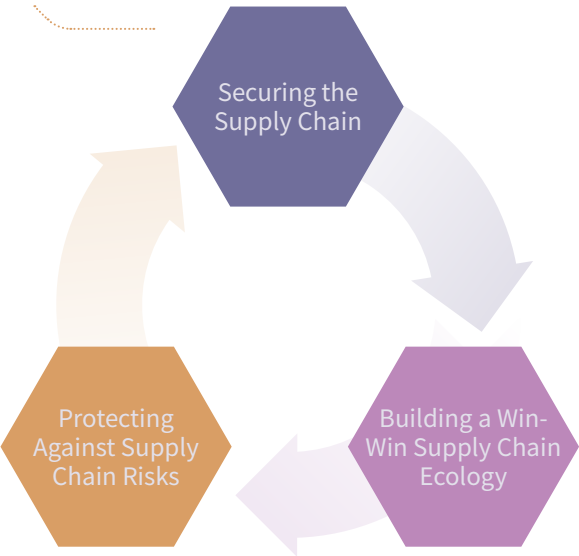 Securing the
Supply Chain
Protecting
Against Supply
Chain Risks
Building a Win-
Win Supply Chain
Ecology